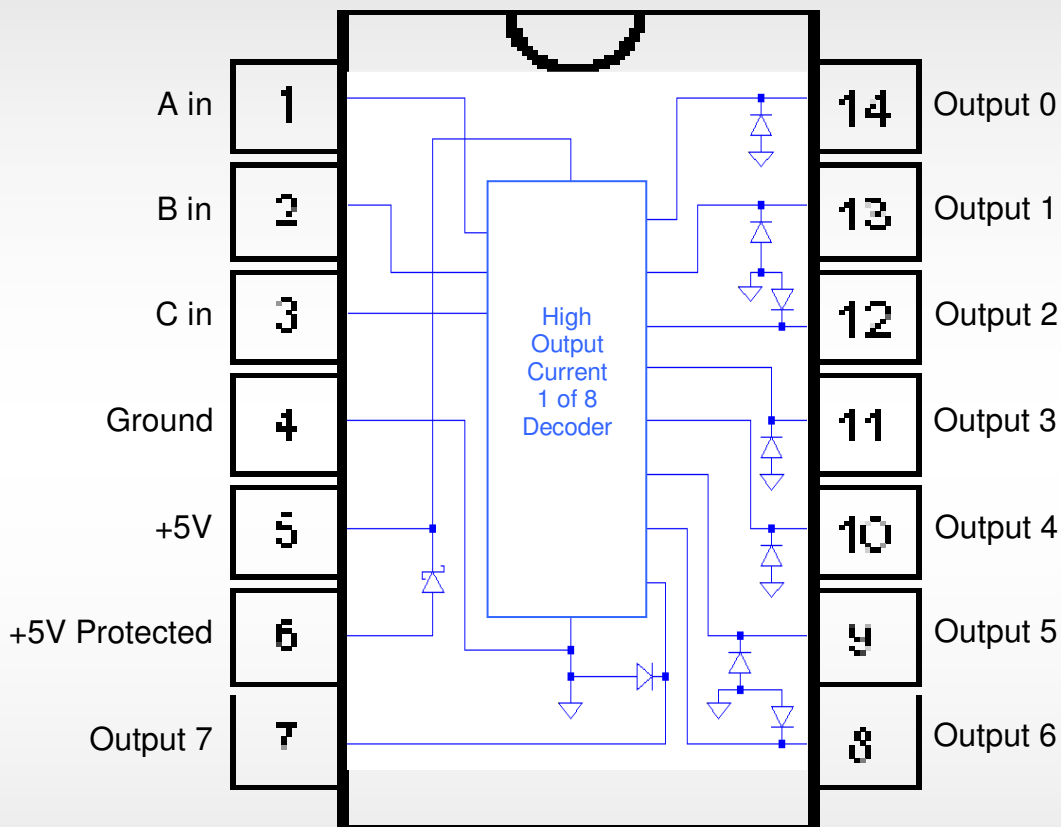 A in
1
14
Output 0
B in
2
13
Output 1
C in
3
12
Output 2
High
Output
Current
1 of 8
Decoder
Ground
4
11
Output 3
+5V
5
10
Output 4
+5V Protected
6
9
Output 5
Output 7
7
8
Output 6